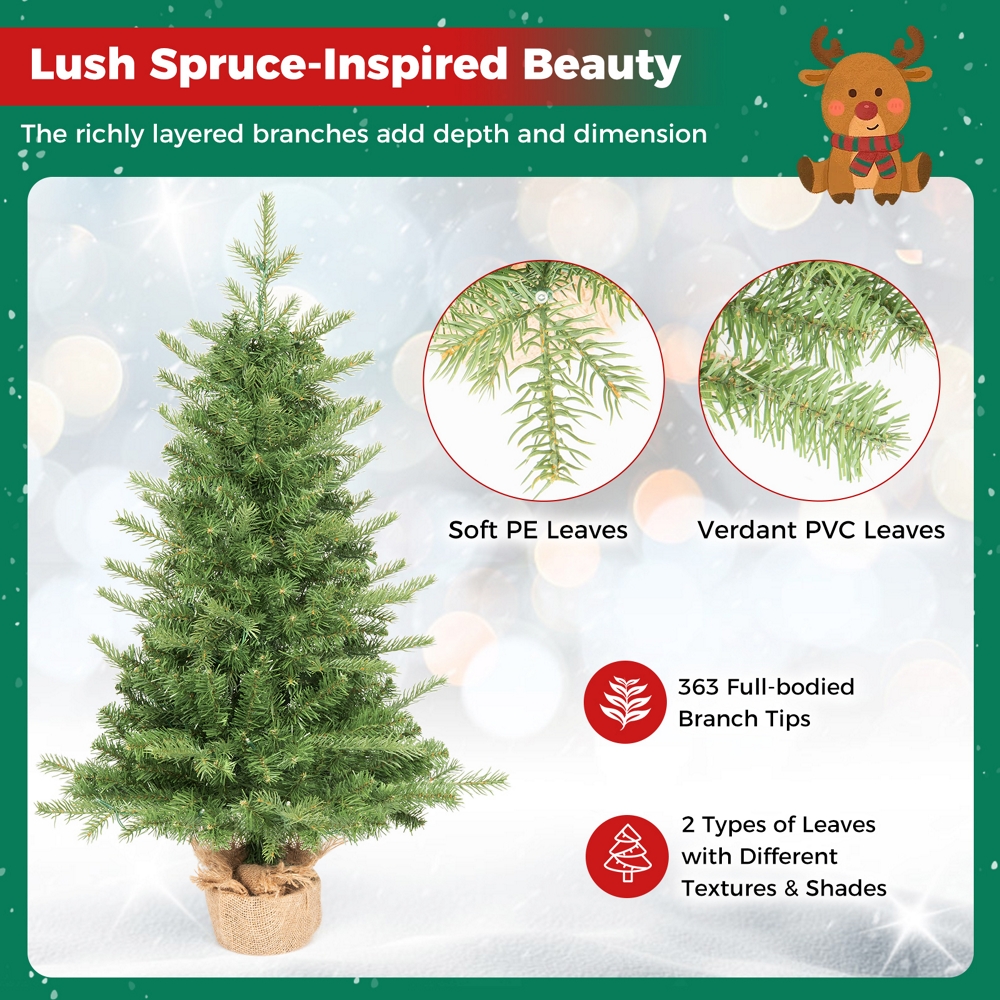 Lush Spruce-Inspired Beauty
The richly layered branches add depth and dimension
Soft PE Leaves
Verdant PVC Leaves
363 Full-bodied
Branch Tips
2 Types of Leaves
with Different
Textures & Shades